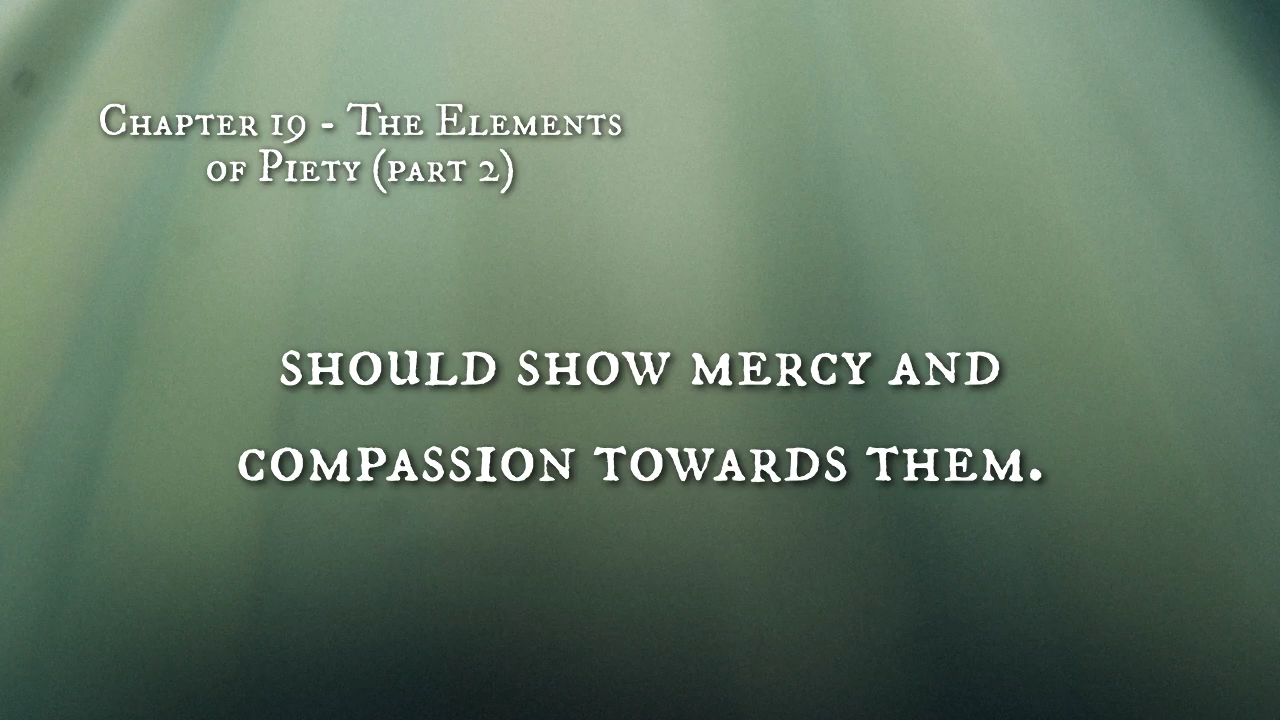 Chapter 19 - The Elements
of Piety (part 2)
should show mercy and
compassion towards them.